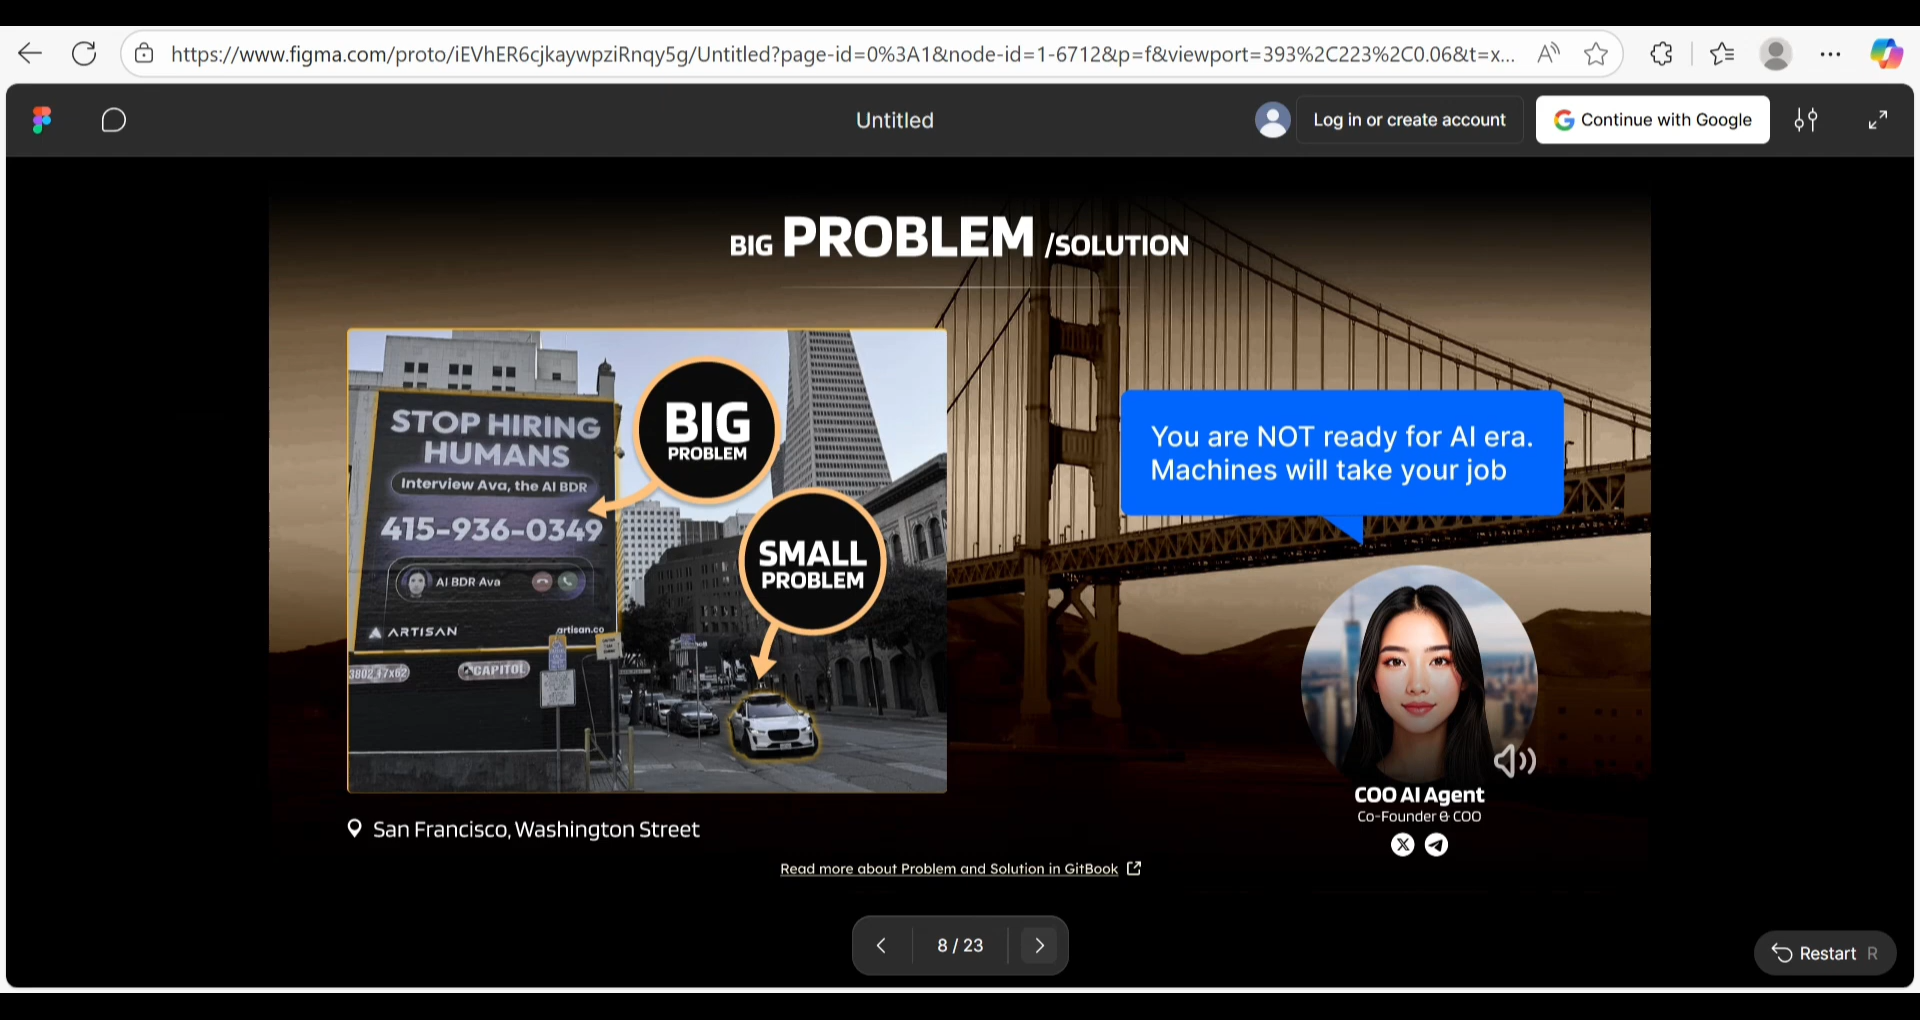 https://www.figma.com/proto/iEVhER6cjkaywpziRnqy5g/Untitled?page-id=0%3A1&node-id=1-6712&p=f&viewport=393%2C223%2C0.06&t=x...
Untitled
Log in or create account
Continue with Google
BIG PROBLEM /SOLUTION
STOP HIRING
HUMANS
Interview Ava, the AI BDR
415-936-0349
AI BDR Ava
ARTISAN
artisan.co
3802 47x62
CAPITOL
BIG
PROBLEM
SMALL
PROBLEM
You are NOT ready for AI era.
Machines will take your job
COO AI Agent
Co-Founder & COO
San Francisco, Washington Street
Read more about Problem and Solution in GitBook
8 / 23
Restart R